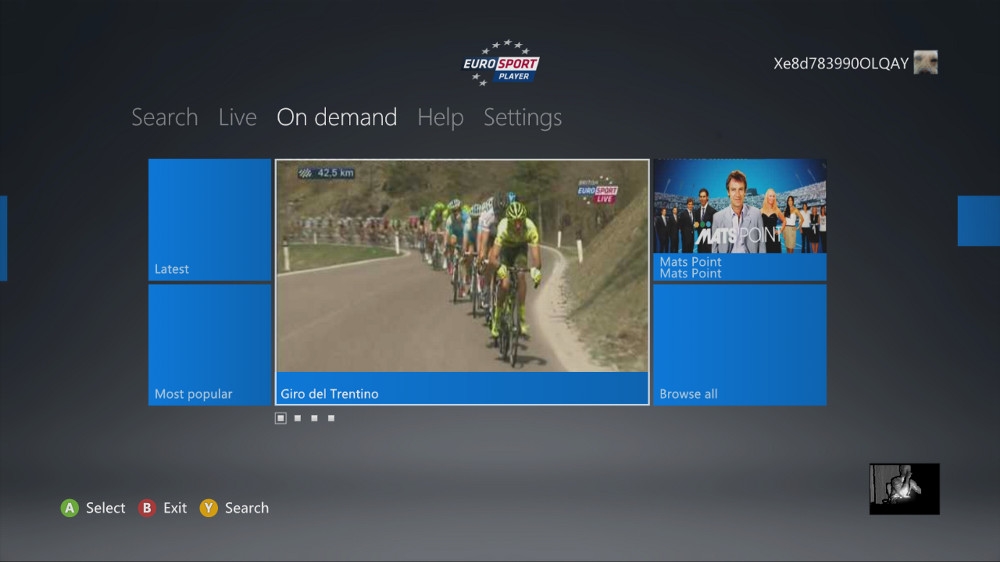 EUROSPORT
PLAYER
Xe8d783990OLQAY
Search Live On demand Help Settings
42,5 km
BRITISH
EUROSPORT
LIVE
Latest
MATS POINT
Mats Point
Mats Point
Most popular
Giro del Trentino
Browse all
A Select B Exit Y Search